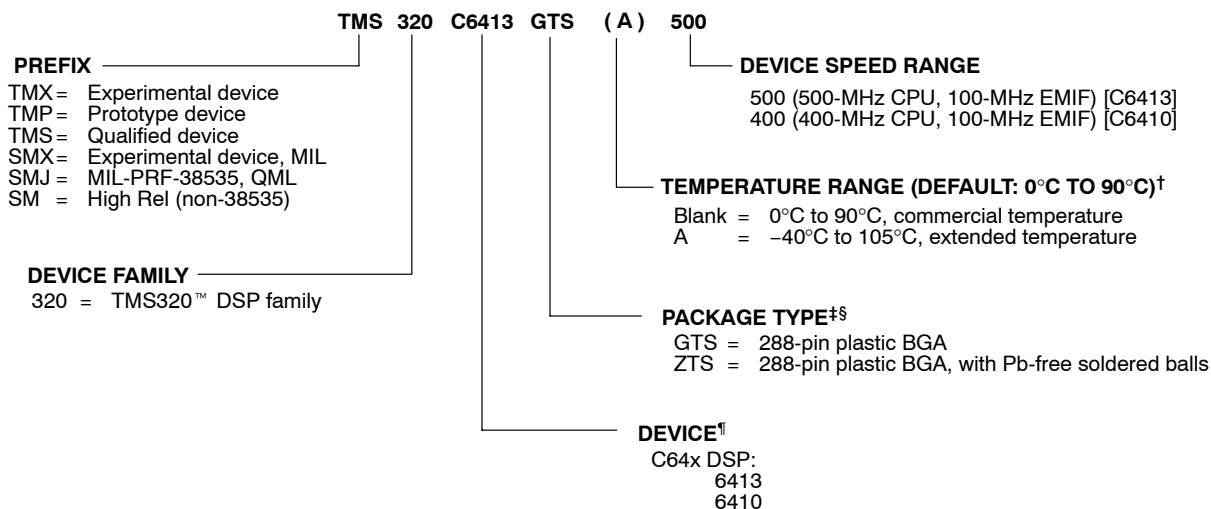 TMS 320 C6413 GTS ( A ) 500
PREFIX
TMX = Experimental device
TMP = Prototype device
TMS = Qualified device
SMX = Experimental device, MIL
SMJ = MIL-PRF-38535, QML
SM = High Rel (non-38535)
DEVICE SPEED RANGE
500 (500-MHz CPU, 100-MHz EMIF) [C6413]
400 (400-MHz CPU, 100-MHz EMIF) [C6410]
TEMPERATURE RANGE (DEFAULT: 0°C TO 90°C)†
Blank = 0°C to 90°C, commercial temperature
A = −40°C to 105°C, extended temperature
DEVICE FAMILY
320 = TMS320™ DSP family
PACKAGE TYPE‡§
GTS = 288-pin plastic BGA
ZTS = 288-pin plastic BGA, with Pb-free soldered balls
DEVICE¶
C64x DSP:
6413
6410